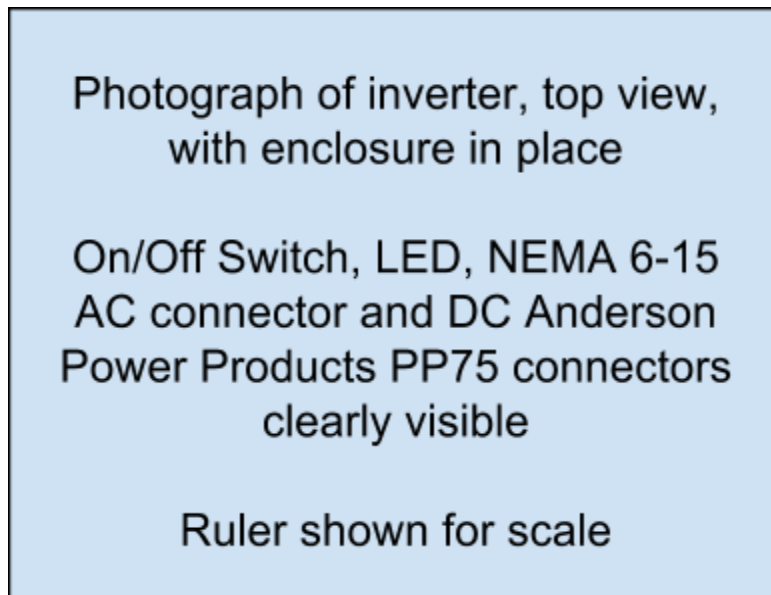 Photograph of inverter, top view,
with enclosure in place
On/Off Switch, LED, NEMA 6-15
AC connector and DC Anderson
Power Products PP75 connectors
clearly visible
Ruler shown for scale